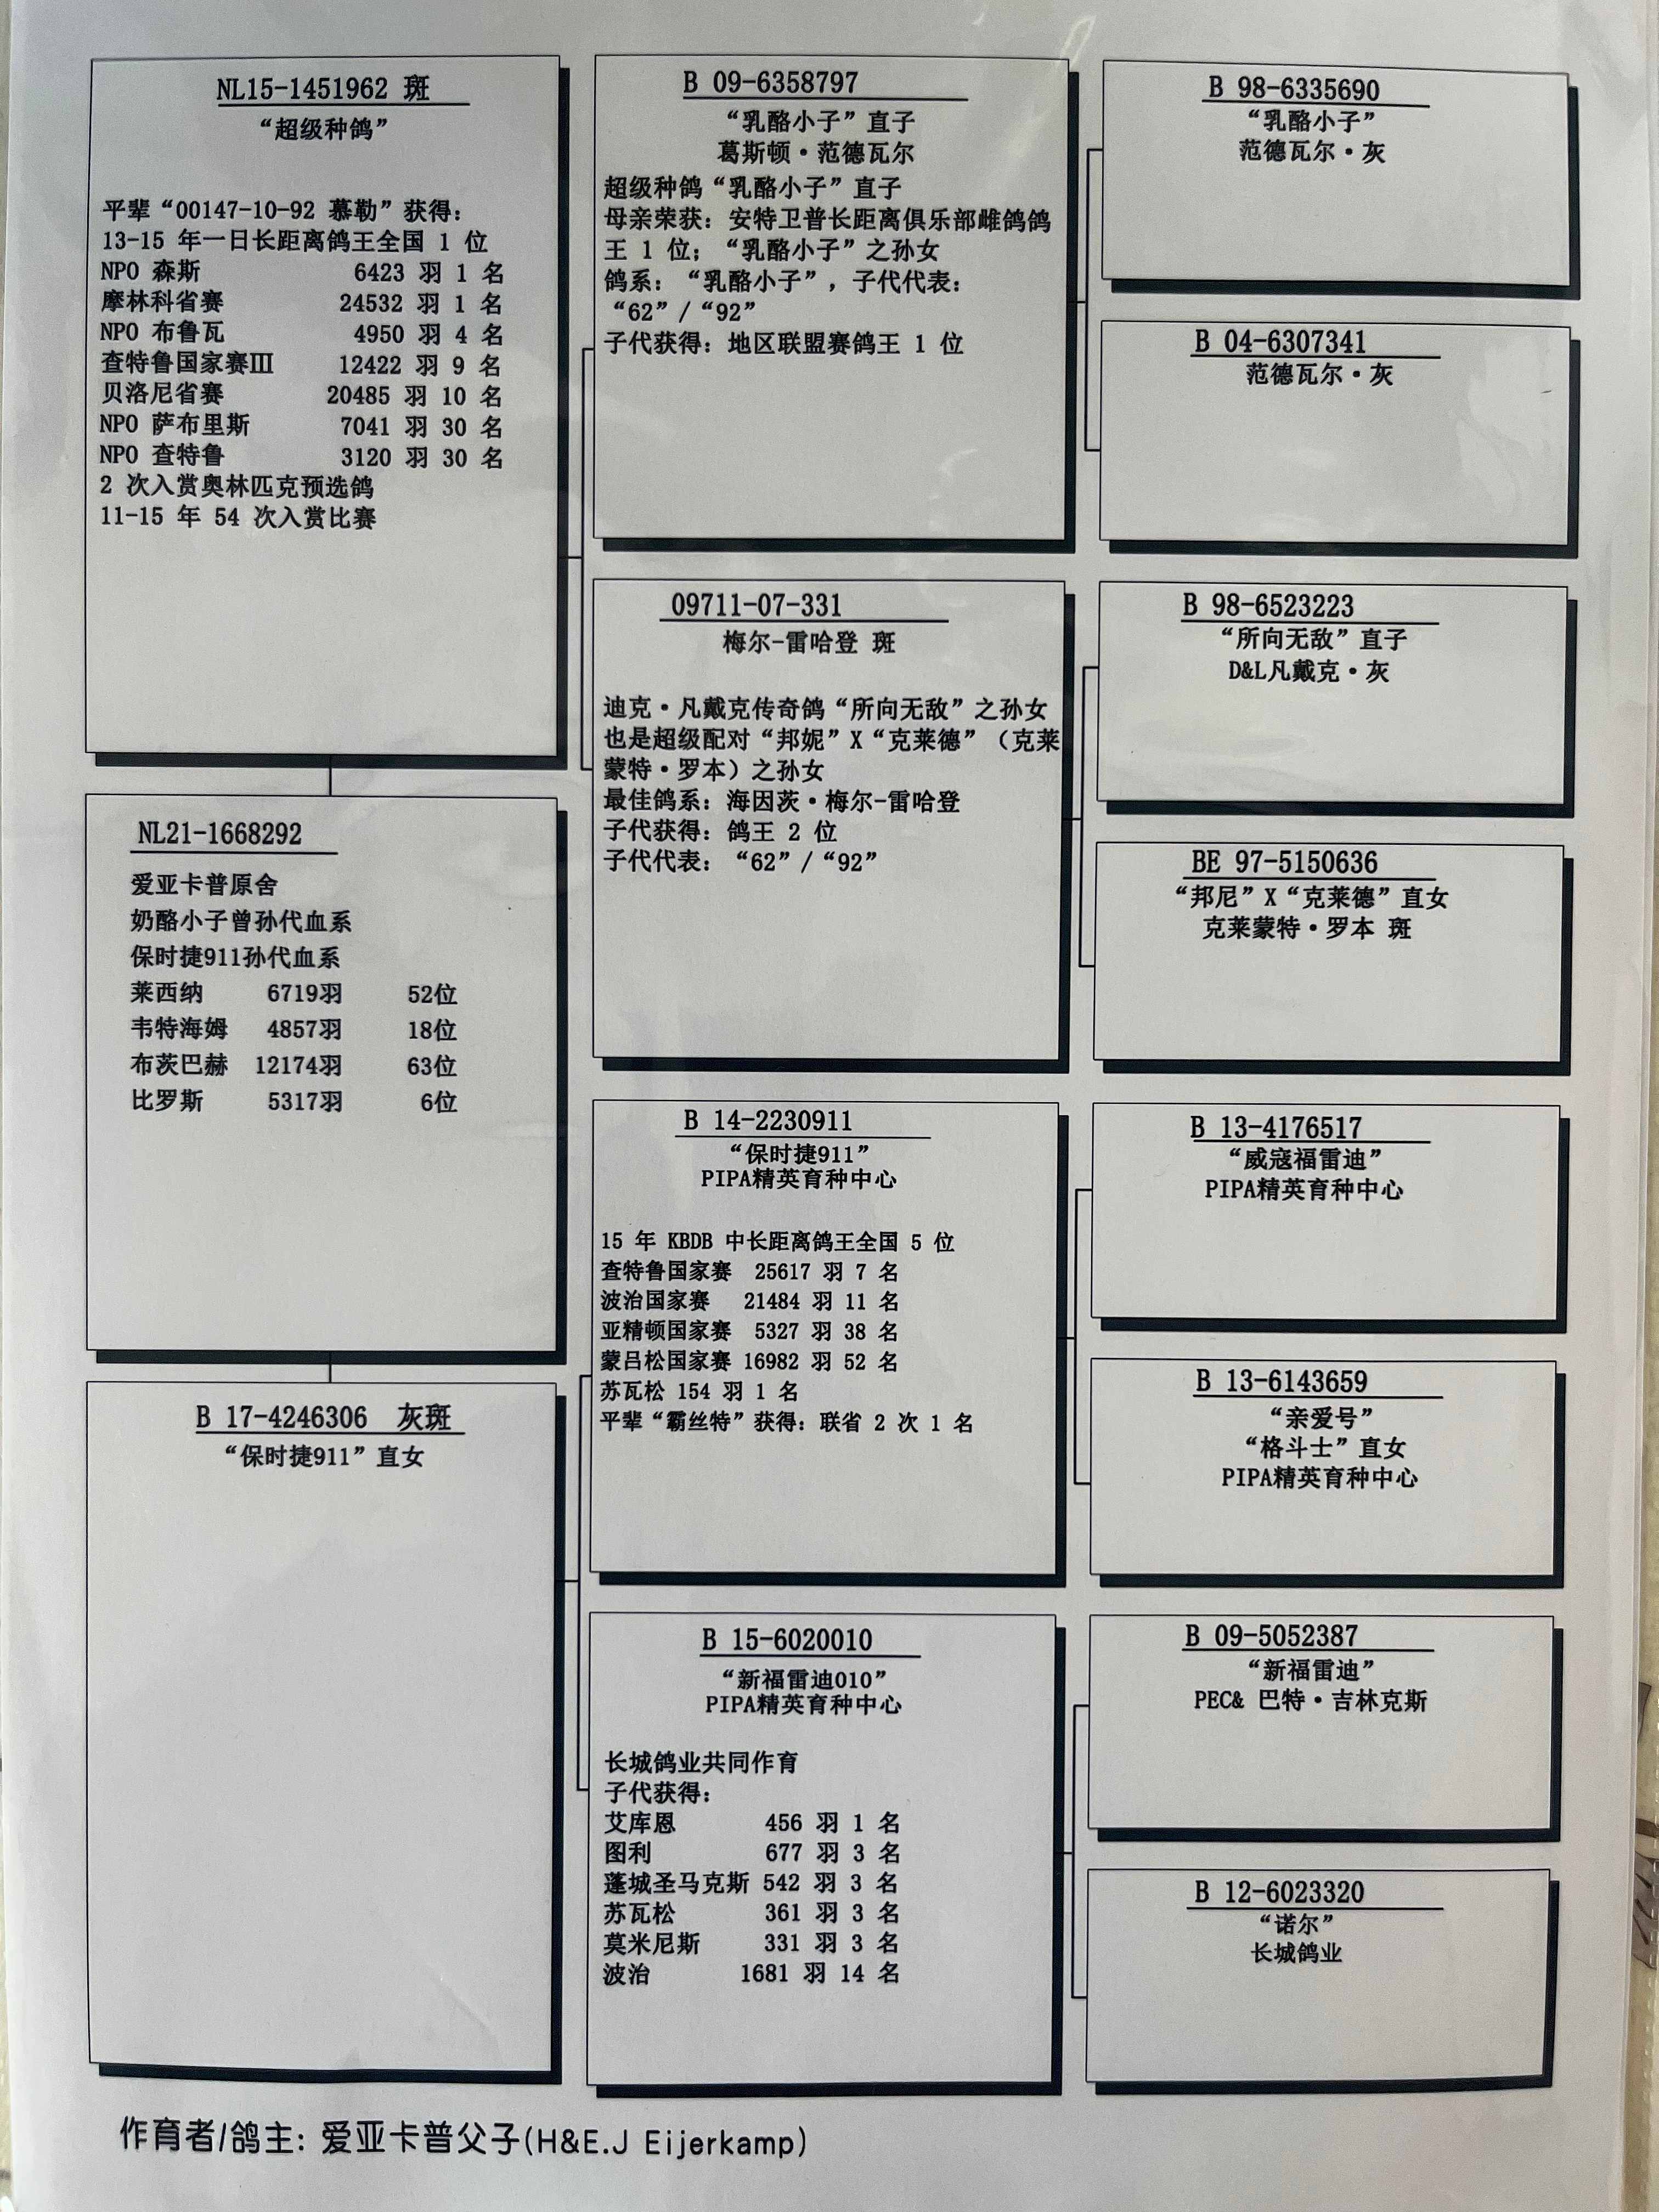 NL15-1451962 斑
“超级种鸽”
平辈“00147-10-92 慕勒”获得：
13-15 年一日长距离鸽王全国 1 位
NPO 森斯 6423 羽 1 名
摩林科省赛 24532 羽 1 名
NPO 布鲁瓦 4950 羽 4 名
查特鲁国家赛Ⅲ 12422 羽 9 名
贝洛尼省赛 20485 羽 10 名
NPO 萨布里斯 7041 羽 30 名
NPO 查特鲁 3120 羽 30 名
2 次入赏奥林匹克预选鸽
11-15 年 54 次入赏比赛
NL21-1668292
爱亚卡普原舍
奶酪小子曾孙代血系
保时捷911孙代血系
莱西纳 6719羽 52位
韦特海姆 4857羽 18位
布茨巴赫 12174羽 63位
比罗斯 5317羽 6位
B 17-4246306 灰斑
“保时捷911”直女
B 09-6358797
“乳酪小子”直子
葛斯顿·范德瓦尔
超级种鸽“乳酪小子”直子
母亲荣获：安特卫普长距离俱乐部雌鸽鸽
王 1 位；“乳酪小子”之孙女
鸽系：“乳酪小子”，子代代表：
“62”/“92”
子代获得：地区联盟赛鸽王 1 位
09711-07-331
梅尔-雷哈登 斑
迪克·凡戴克传奇鸽“所向无敌”之孙女
也是超级配对“邦妮”X“克莱德”（克莱
蒙特·罗本）之孙女
最佳鸽系：海因茨·梅尔-雷哈登
子代获得：鸽王 2 位
子代代表：“62”/“92”
B 14-2230911
“保时捷911”
PIPA精英育种中心
15 年 KBDB 中长距离鸽王全国 5 位
查特鲁国家赛 25617 羽 7 名
波治国家赛 21484 羽 11 名
亚精顿国家赛 5327 羽 38 名
蒙吕松国家赛 16982 羽 52 名
苏瓦松 154 羽 1 名
平辈“霸丝特”获得：联省 2 次 1 名
B 15-6020010
“新福雷迪010”
PIPA精英育种中心
长城鸽业共同作育
子代获得：
艾库恩 456 羽 1 名
图利 677 羽 3 名
蓬城圣马克斯 542 羽 3 名
苏瓦松 361 羽 3 名
莫米尼斯 331 羽 3 名
波治 1681 羽 14 名
B 98-6335690
“乳酪小子”
范德瓦尔·灰
B 04-6307341
范德瓦尔·灰
B 98-6523223
“所向无敌”直子
D&L凡戴克·灰
BE 97-5150636
“邦尼”X“克莱德”直女
克莱蒙特·罗本 斑
B 13-4176517
“威寇福雷迪”
PIPA精英育种中心
B 13-6143659
“亲爱号”
“格斗士”直女
PIPA精英育种中心
B 09-5052387
“新福雷迪”
PEC& 巴特·吉林克斯
B 12-6023320
“诺尔”
长城鸽业
作育者/鸽主：爱亚卡普父子(H&E.J Eijerkamp)